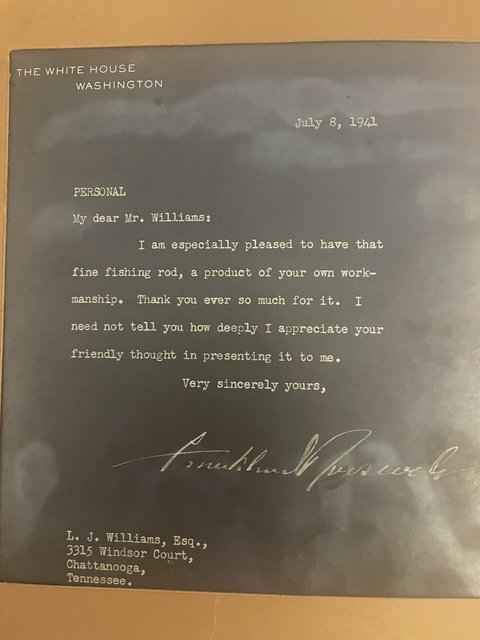 THE WHITE HOUSE
WASHINGTON
July 8, 1941
PERSONAL
My dear Mr. Williams:
I am especially pleased to have that
fine fishing rod, a product of your own work-
manship. Thank you ever so much for it. I
need not tell you how deeply I appreciate your
friendly thought in presenting it to me.
Very sincerely yours,
Franklin D Roosevelt
L. J. Williams, Esq.,
3315 Windsor Court,
Chattanooga,
Tennessee.